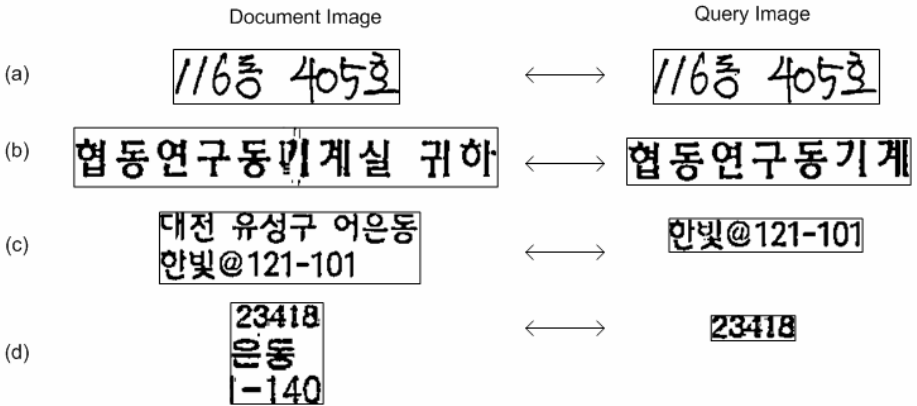 Document Image Query Image
(a) 116동 405호 116동 405호
(b) 협동연구동기계실 귀하 협동연구동기계
(c) 대전 유성구 어은동
한빛@121-101 한빛@121-101
(d) 23418 23418
은동
1-140